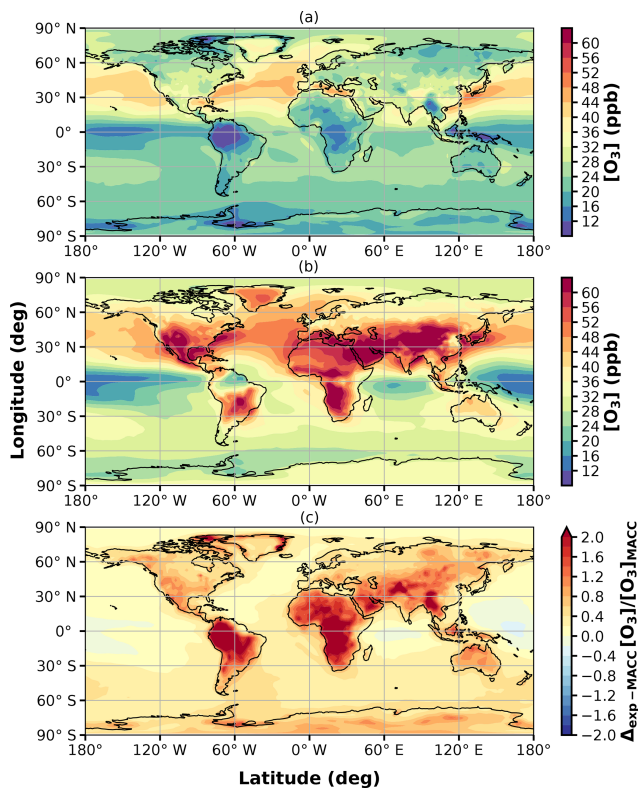 (a)
90° N
60° N
30° N
0°
30° S
60° S
90° S
180° 120° W 60° W 0° W 60° E 120° E 180°
60
56
52
48
44
40
36
32
28
24
20
16
12
[O₃] (ppb)
(b)
90° N
60° N
30° N
0°
30° S
60° S
90° S
180° 120° W 60° W 0° W 60° E 120° E 180°
60
56
52
48
44
40
36
32
28
24
20
16
12
[O₃] (ppb)
Longitude (deg)
(c)
90° N
60° N
30° N
0°
30° S
60° S
90° S
180° 120° W 60° W 0° W 60° E 120° E 180°
2.0
1.6
1.2
0.8
0.4
0.0
−0.4
−0.8
−1.2
−1.6
−2.0
Δexp−MACC[O₃]/[O₃]MACC
Latitude (deg)